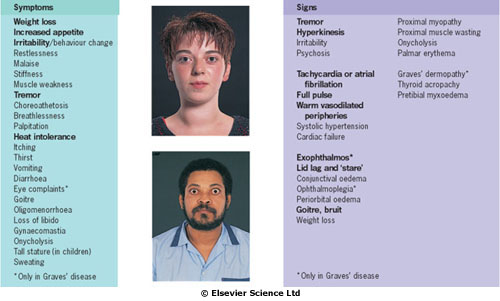 Symptoms
Weight loss
Increased appetite
Irritability/behaviour change
Restlessness
Malaise
Stiffness
Muscle weakness
Tremor
Choreoathetosis
Breathlessness
Palpitation
Heat intolerance
Itching
Thirst
Vomiting
Diarrhoea
Eye complaints*
Goitre
Oligomenorrhoea
Loss of libido
Gynaecomastia
Onycholysis
Tall stature (in children)
Sweating
*Only in Graves' disease
Signs
Tremor
Hyperkinesis
Irritability
Psychosis
Tachycardia or atrial
fibrillation
Full pulse
Warm vasodilated
peripheries
Systolic hypertension
Cardiac failure
Exophthalmos*
Lid lag and 'stare'
Conjunctival oedema
Ophthalmoplegia*
Periorbital oedema
Goitre, bruit
Weight loss
Proximal myopathy
Proximal muscle wasting
Onycholysis
Palmar erythema
Graves' dermopathy*
Thyroid acropachy
Pretibial myxoedema
*Only in Graves' disease
© Elsevier Science Ltd